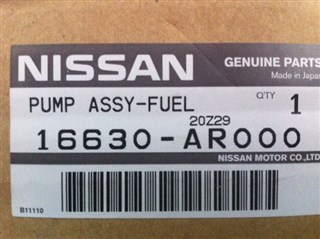 NISSAN GENUINE PARTS
Made in Japan
PUMP ASSY-FUEL QTY 1
20Z29
16630-AR000
NISSAN MOTOR CO.,LTD.
B11110